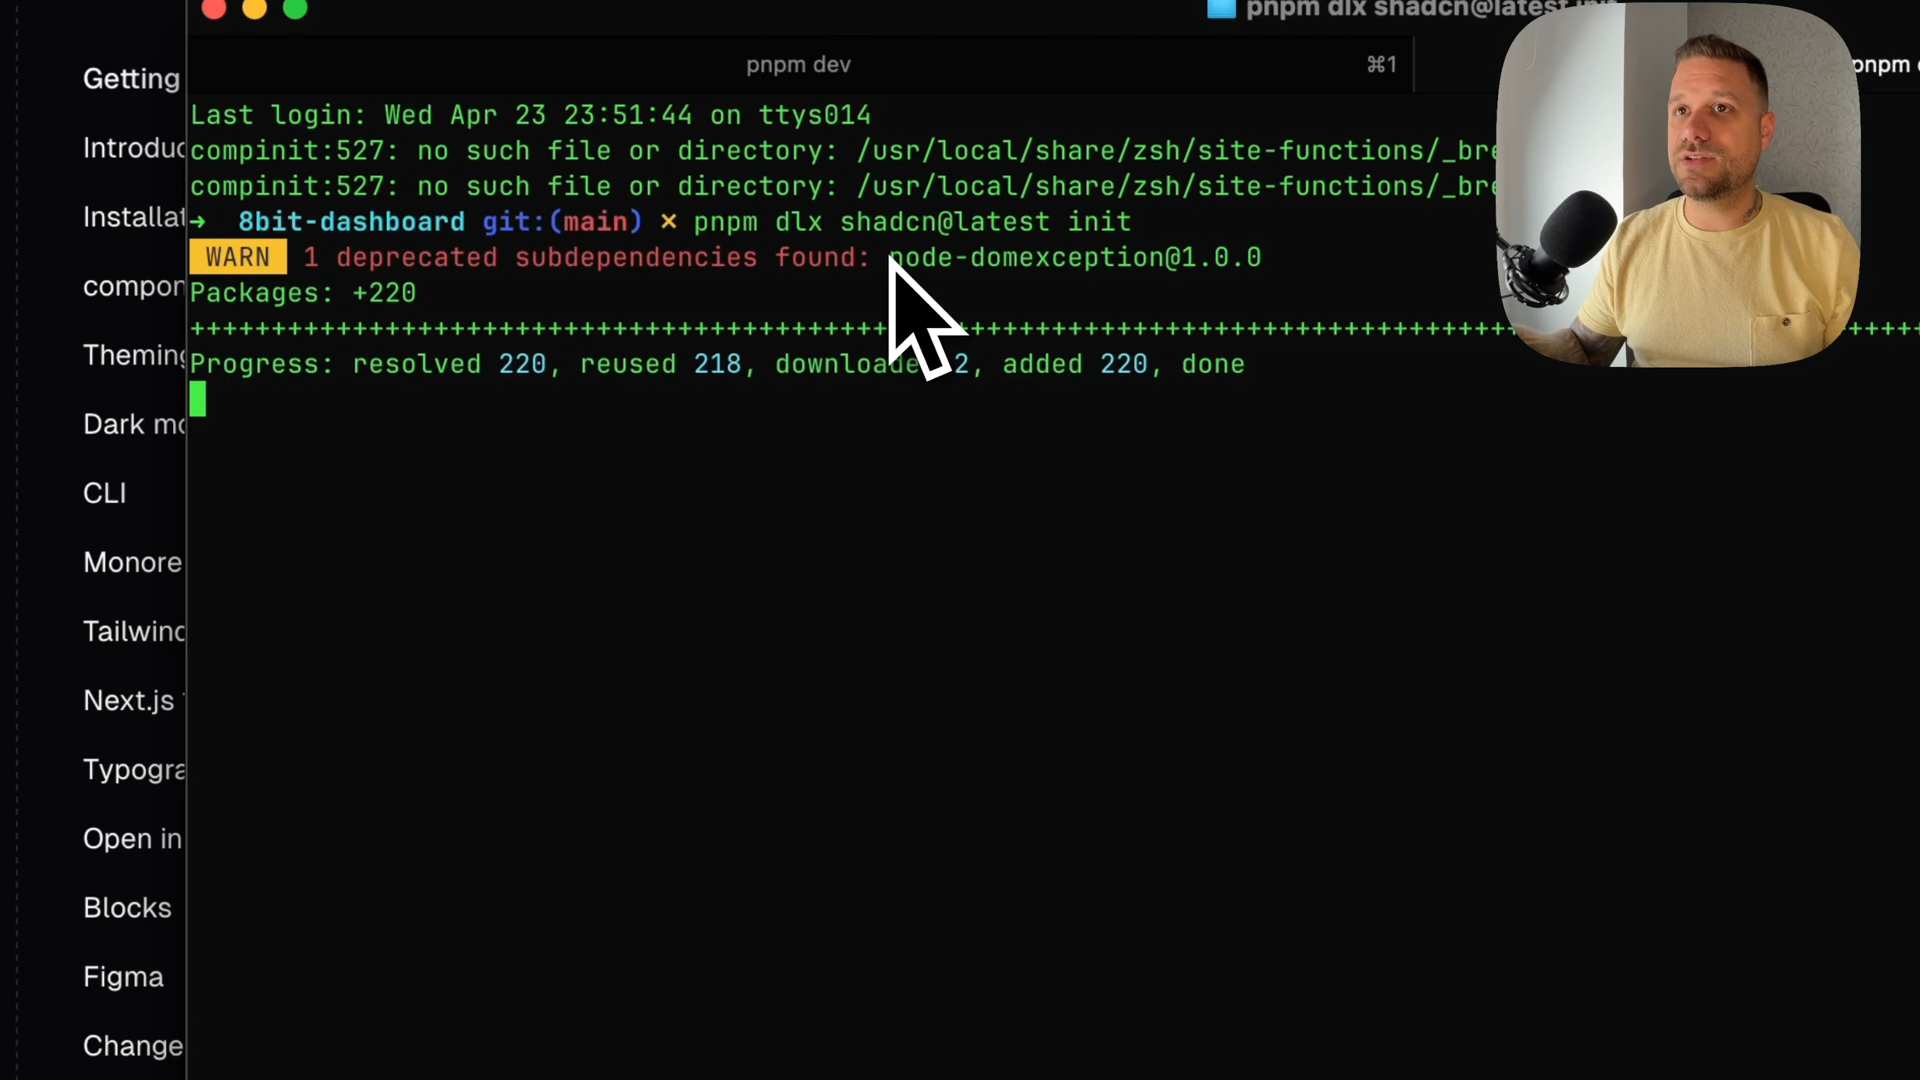 pnpm dlx shadcn@latest init
pnpm dev
⌘1
pnpm
Getting
Last login: Wed Apr 23 23:51:44 on ttys014
Introduc
compinit:527: no such file or directory: /usr/local/share/zsh/site-functions/_bre
compinit:527: no such file or directory: /usr/local/share/zsh/site-functions/_bre
Installat
→ 8bit-dashboard git:(main) × pnpm dlx shadcn@latest init
WARN 1 deprecated subdependencies found: node-domexception@1.0.0
compon
Packages: +220
Theming
Progress: resolved 220, reused 218, downloade 2, added 220, done
Dark mo
CLI
Monore
Tailwind
Next.js
Typogra
Open in
Blocks
Figma
Change